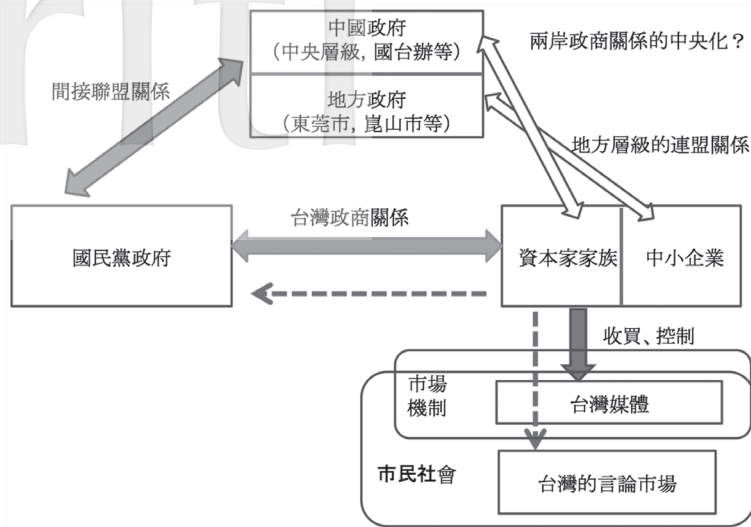 中國政府
(中央層級, 國台辦等)
兩岸政商關係的中央化？
間接聯盟關係
地方政府
(東莞市, 崑山市等)
地方層級的連盟關係
台灣政商關係
國民黨政府
資本家家族
中小企業
收買、控制
市場
機制
台灣媒體
市民社會
台灣的言論市場